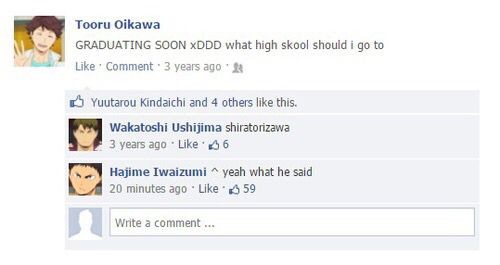 Tooru Oikawa
GRADUATING SOON xDDD what high skool should i go to
Like · Comment · 3 years ago ·
Yuutarou Kindaichi and 4 others like this.
Wakatoshi Ushijima shiratorizawa
3 years ago · Like · 6
Hajime Iwaizumi ^ yeah what he said
20 minutes ago · Like · 59
Write a comment ...